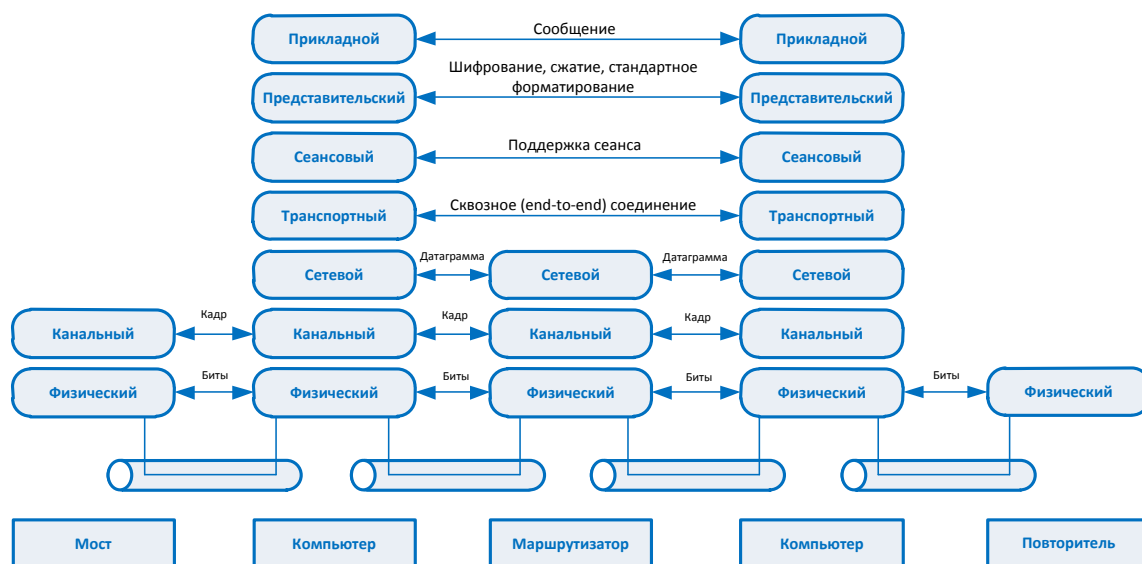 Прикладной
Сообщение
Прикладной
Шифрование, сжатие, стандартное
форматирование
Представительский
Представительский
Сеансовый
Поддержка сеанса
Сеансовый
Транспортный
Сквозное (end-to-end) соединение
Транспортный
Сетевой
Датаграмма
Сетевой
Датаграмма
Сетевой
Канальный
Кадр
Канальный
Кадр
Канальный
Кадр
Канальный
Физический
Биты
Физический
Биты
Физический
Биты
Физический
Биты
Физический
Мост
Компьютер
Маршрутизатор
Компьютер
Повторитель